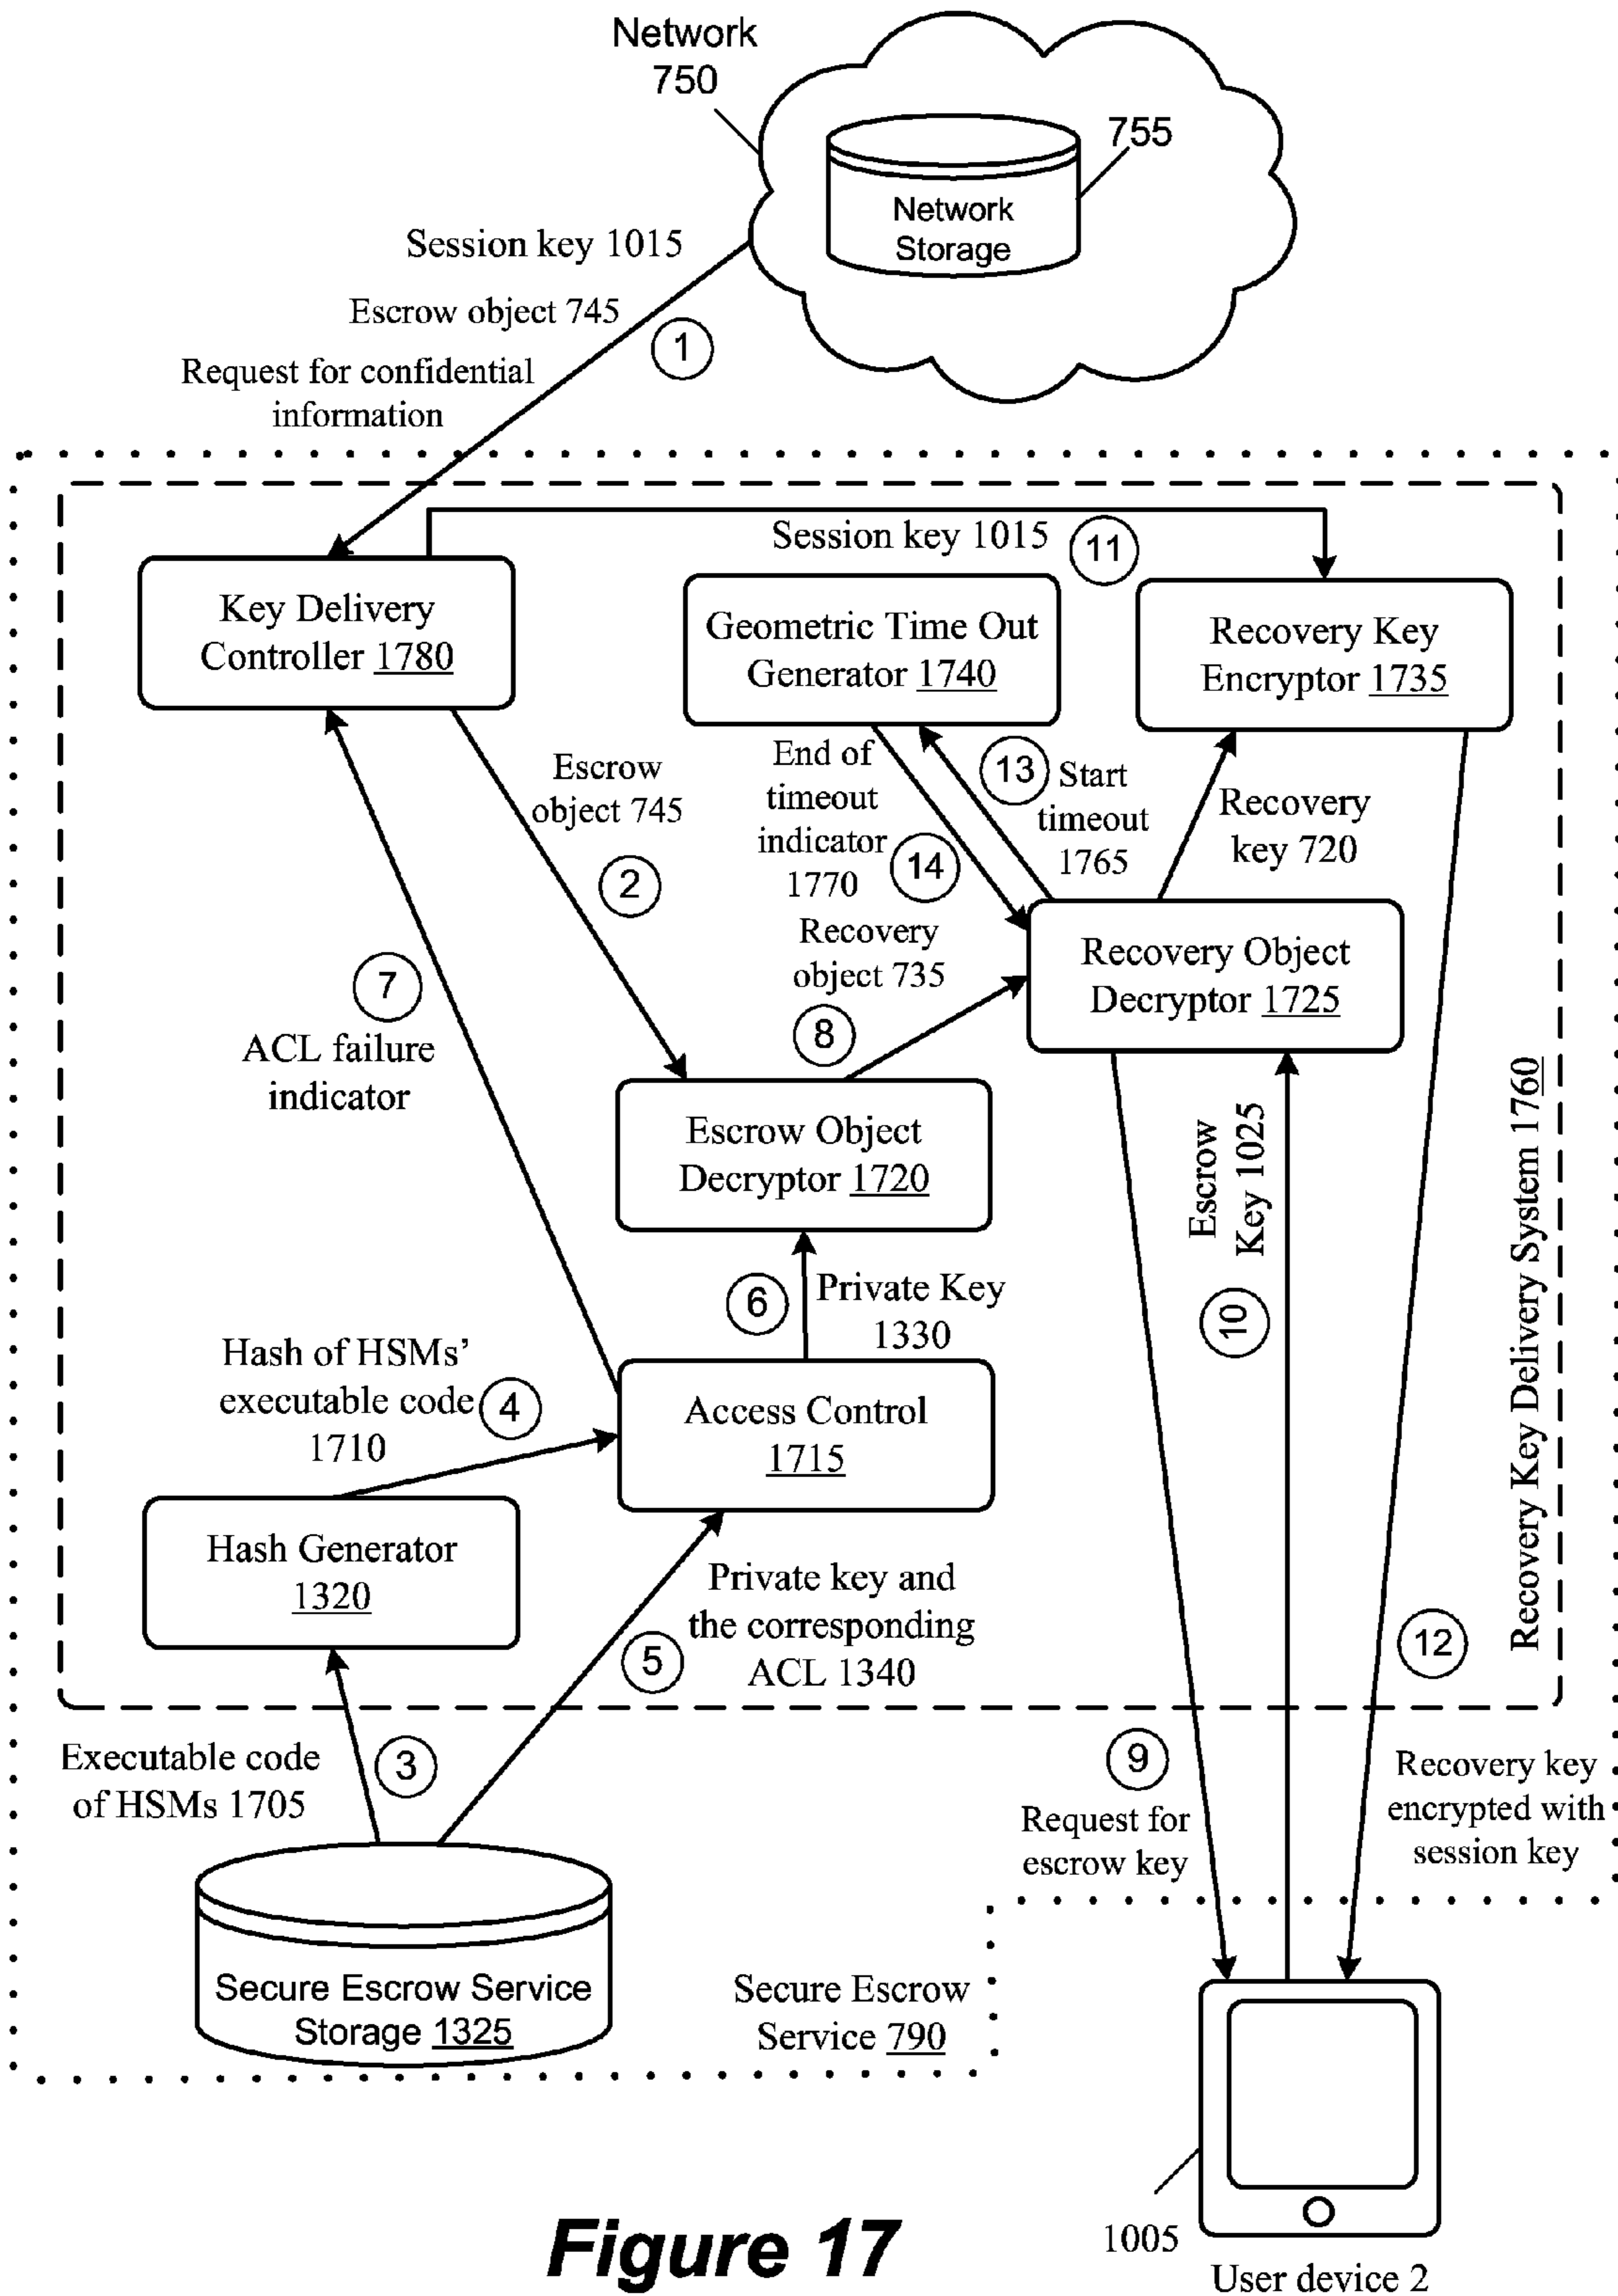 Network
750
755
Network
Storage
Session key 1015
Escrow object 745
1
Request for confidential
information
Session key 1015
11
Key Delivery
Controller 1780
Geometric Time Out
Generator 1740
Recovery Key
Encryptor 1735
Escrow
object 745
2
End of
timeout
indicator
1770
14
13
Start
timeout
1765
Recovery
key 720
Recovery
object 735
8
Recovery Object
Decryptor 1725
7
ACL failure
indicator
Escrow Object
Decryptor 1720
Escrow
Key 1025
10
Recovery Key Delivery System 1760
6
Private Key
1330
Hash of HSMs’
executable code
1710
4
Access Control
1715
Hash Generator
1320
Private key and
the corresponding
ACL 1340
5
12
Executable code
of HSMs 1705
3
9
Request for
escrow key
Recovery key
encrypted with
session key
Secure Escrow Service
Storage 1325
Secure Escrow
Service 790
1005
User device 2
Figure 17